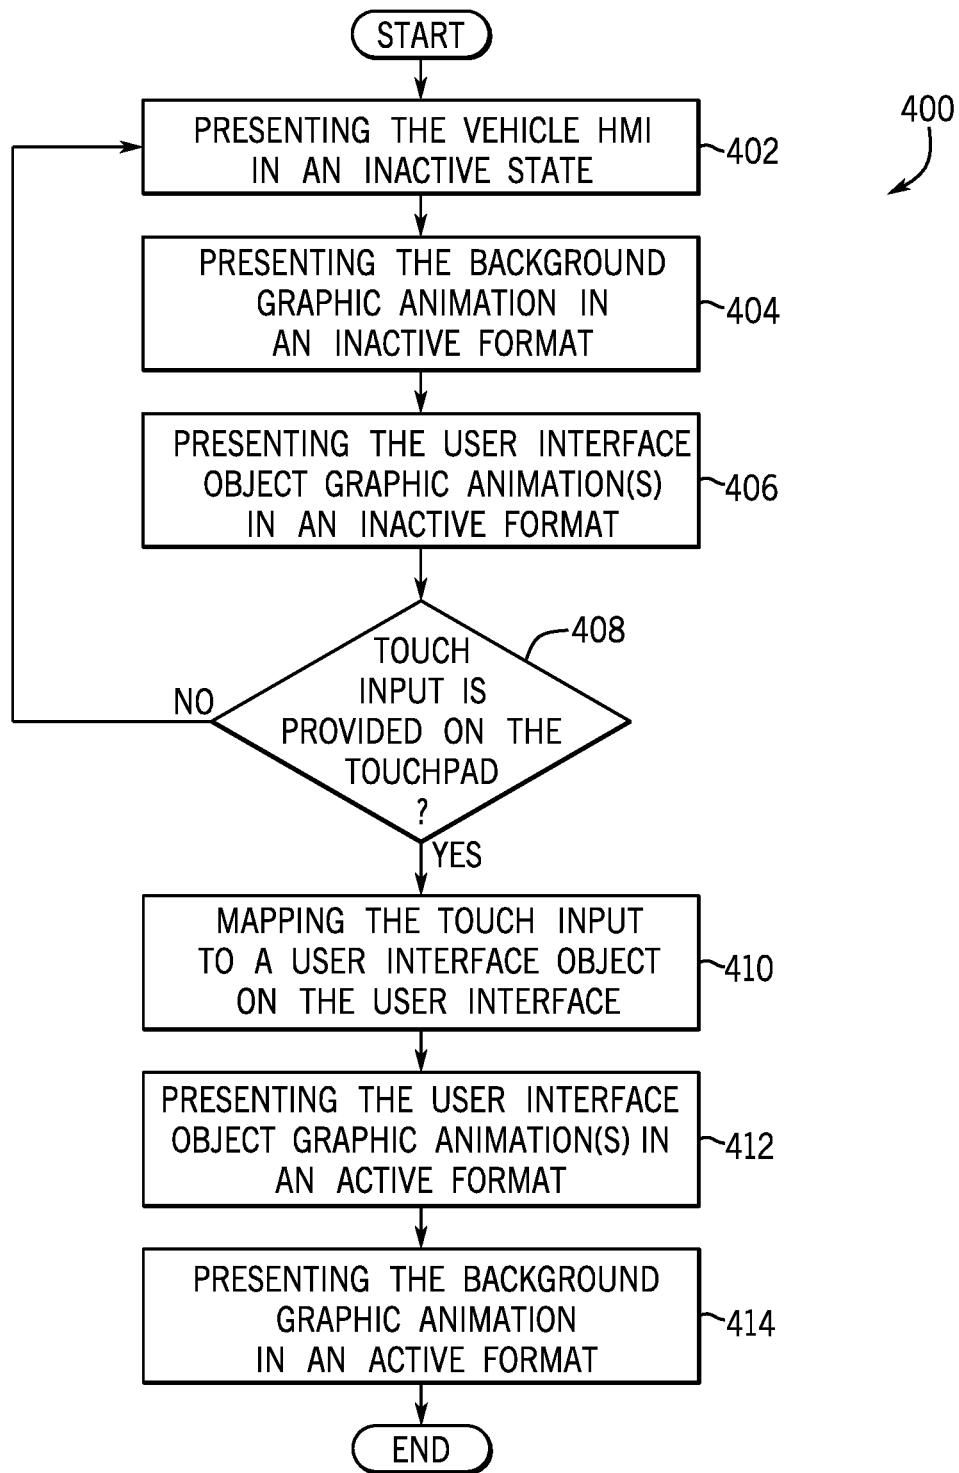 START
400
PRESENTING THE VEHICLE HMI
IN AN INACTIVE STATE
402
PRESENTING THE BACKGROUND
GRAPHIC ANIMATION IN
AN INACTIVE FORMAT
404
PRESENTING THE USER INTERFACE
OBJECT GRAPHIC ANIMATION(S)
IN AN INACTIVE FORMAT
406
408
TOUCH
INPUT IS
PROVIDED ON THE
TOUCHPAD
?
NO
YES
MAPPING THE TOUCH INPUT
TO A USER INTERFACE OBJECT
ON THE USER INTERFACE
410
PRESENTING THE USER INTERFACE
OBJECT GRAPHIC ANIMATION(S) IN
AN ACTIVE FORMAT
412
PRESENTING THE BACKGROUND
GRAPHIC ANIMATION
IN AN ACTIVE FORMAT
414
END